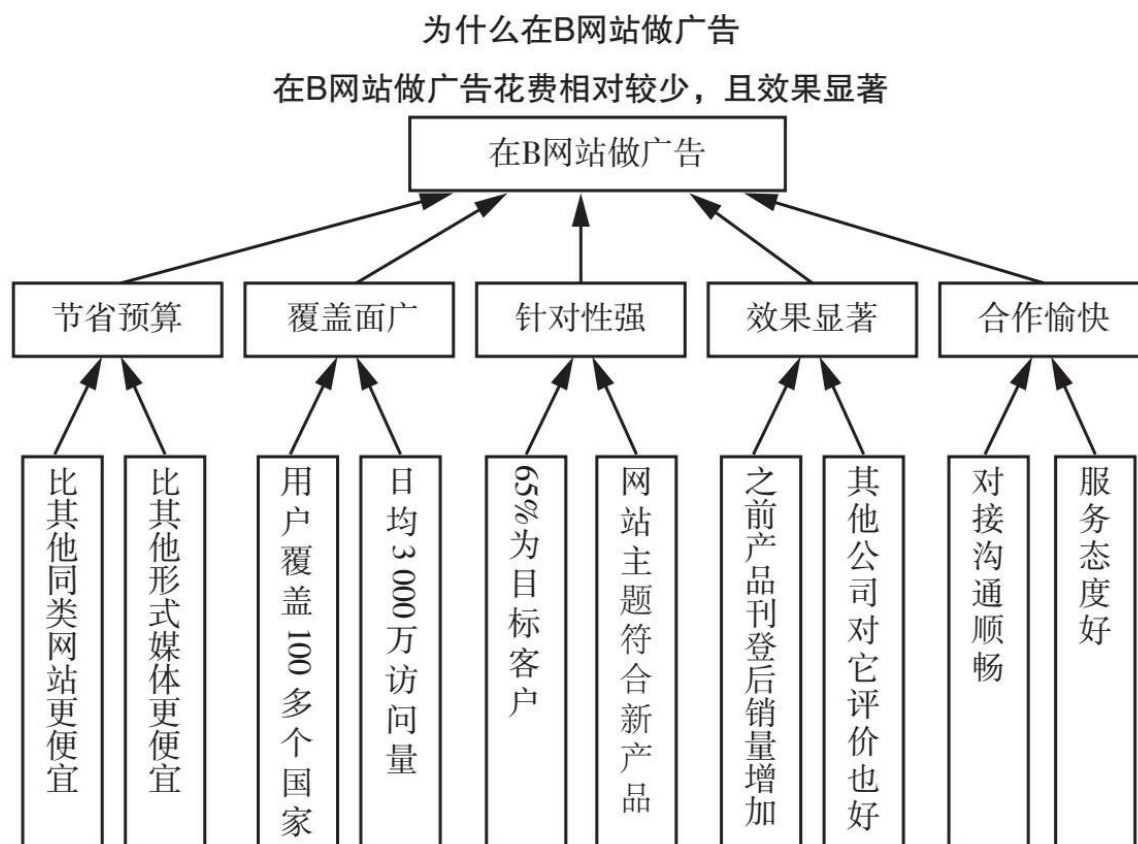 为什么在B网站做广告
在B网站做广告花费相对较少，且效果显著
在B网站做广告
节省预算
覆盖面广
针对性强
效果显著
合作愉快
比其他同类网站更便宜
比其他形式媒体更便宜
用户覆盖100多个国家
日均3 000万访问量
65%为目标客户
网站主题符合新产品
之前产品刊登后销量增加
其他公司对它评价也好
对接沟通顺畅
服务态度好